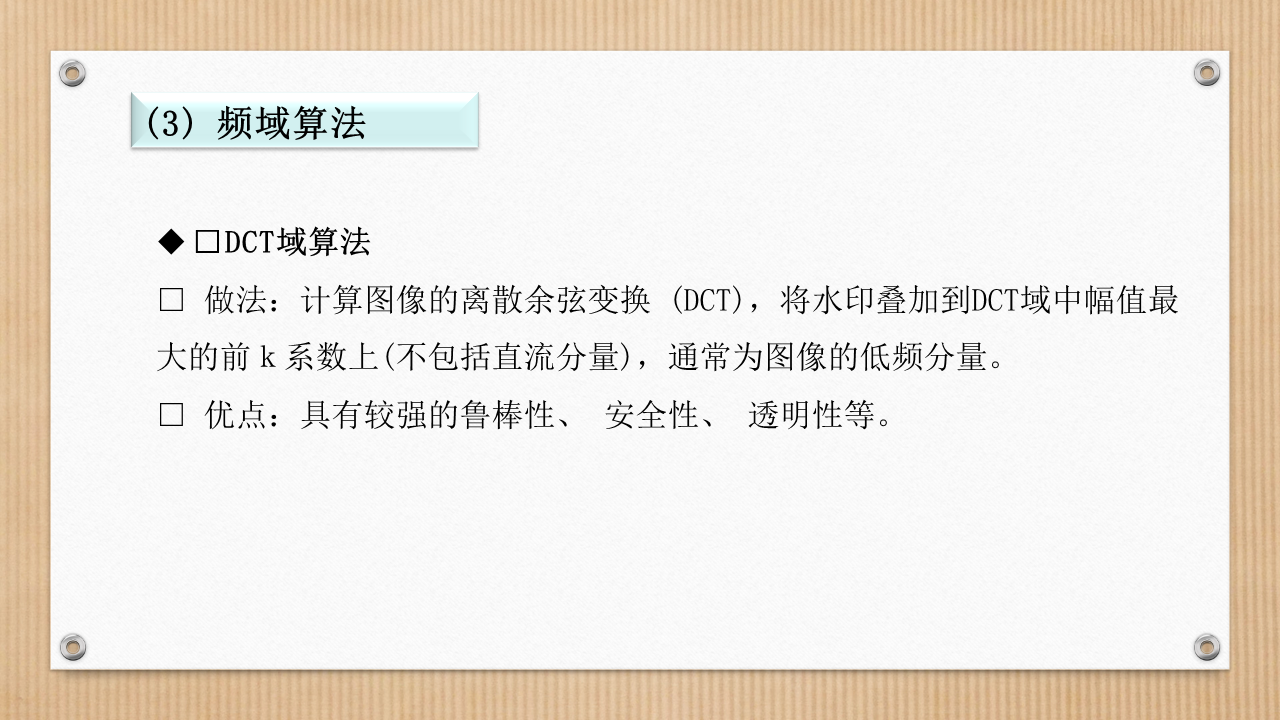 (3) 频域算法
◆ □DCT域算法
□ 做法：计算图像的离散余弦变换 (DCT)，将水印叠加到DCT域中幅值最
大的前 k 系数上(不包括直流分量)，通常为图像的低频分量。
□ 优点：具有较强的鲁棒性、 安全性、 透明性等。